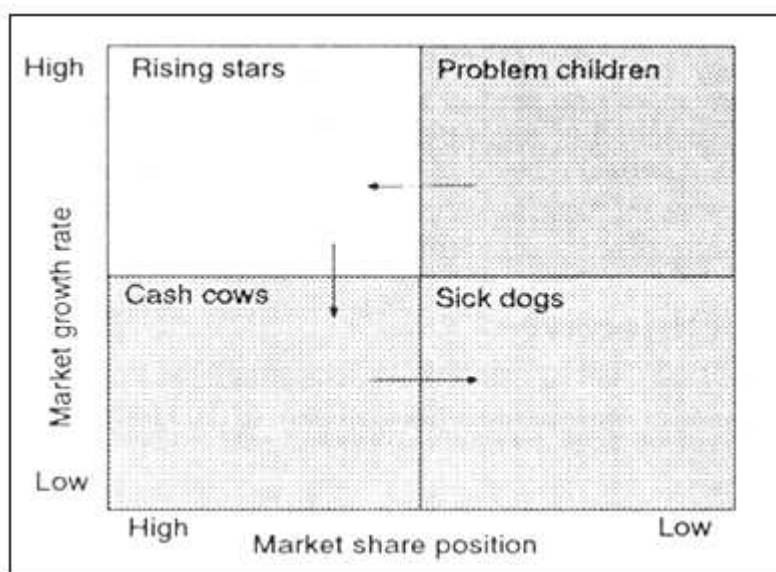 High
Rising stars
Problem children
Market growth rate
Cash cows
Sick dogs
Low
High
Low
Market share position